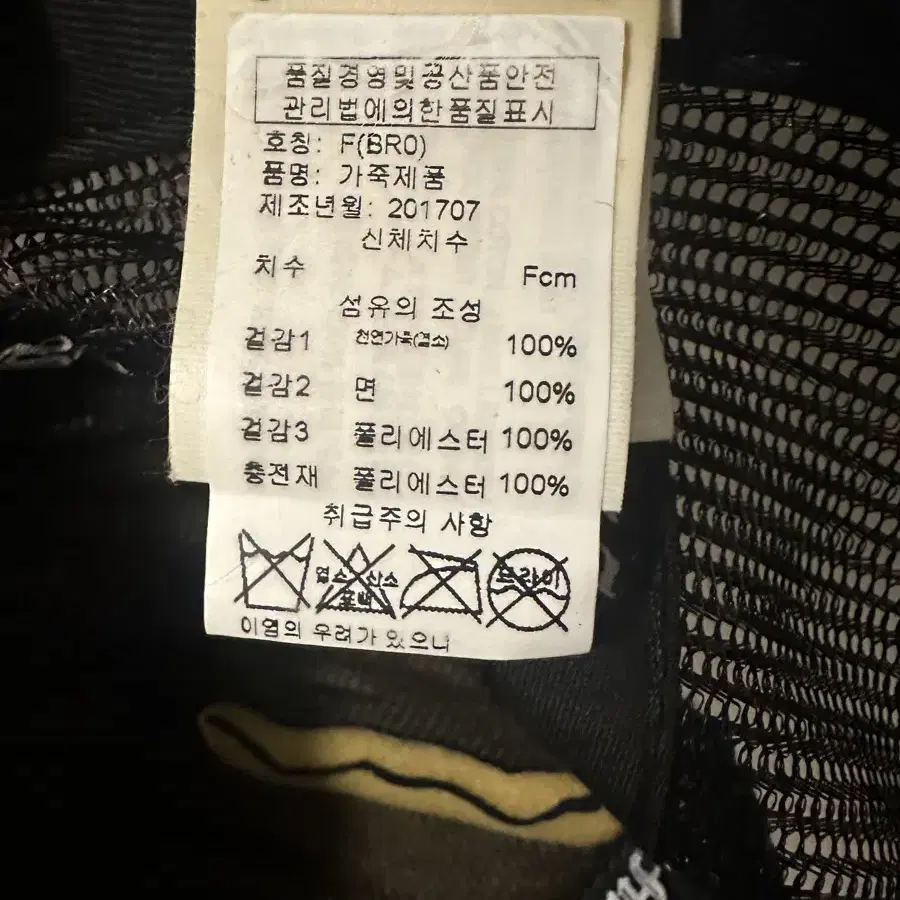 품질경영및공산품안전
관리법에의한품질표시
호칭: F(BR0)
품명: 가죽제품
제조년월: 201707
신체치수
치수 Fcm
섬유의 조성
겉감1 천연가죽(염소) 100%
겉감2 면 100%
겉감3 폴리에스터 100%
충전재 폴리에스터 100%
취급주의 사항
염소 산소
표백
드라이
이염의 우려가 있으니